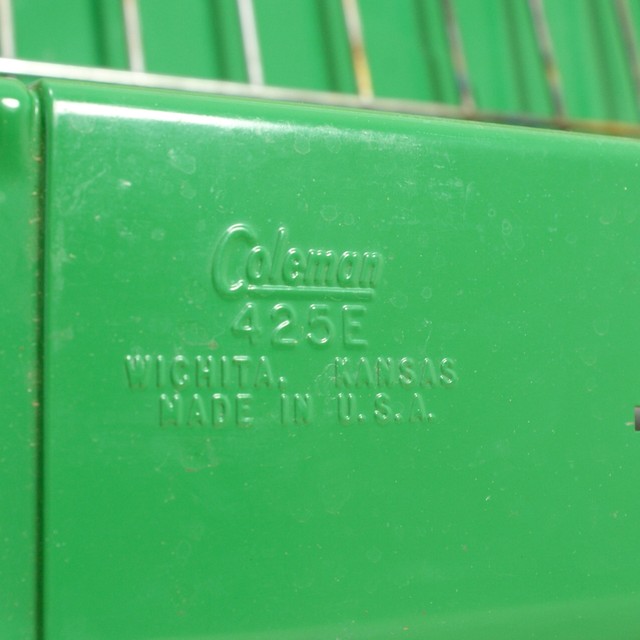 Coleman
425E
WICHITA, KANSAS
MADE IN U.S.A.